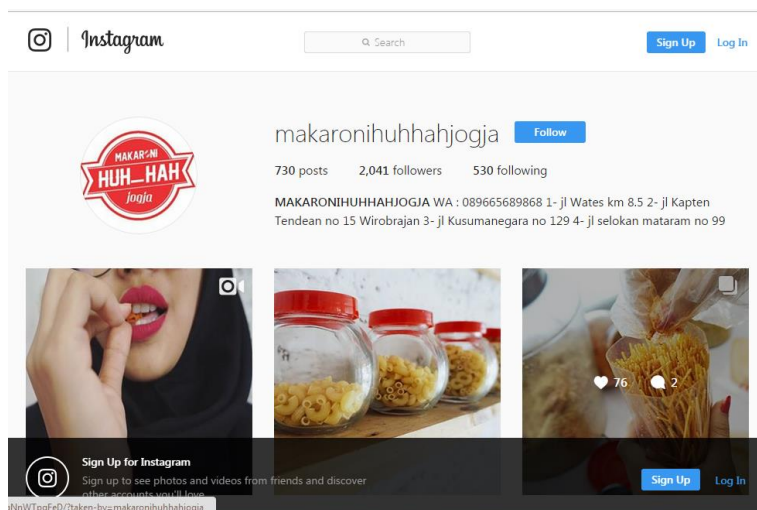 Instagram
Search
Sign Up Log In
makaronihuhhahjogja Follow
730 posts 2,041 followers 530 following
MAKARONIHUHHAHJOGJA WA : 089665689868 1- jl Wates km 8.5 2- jl Kapten
Tendean no 15 Wirobrajan 3- jl Kusumanegara no 129 4- jl selokan mataram no 99
MAKARONI
HUH_HAH
jogja
76 2
Sign Up for Instagram
Sign up to see photos and videos from friends and discover
other accounts you'll love.
Sign Up Log In